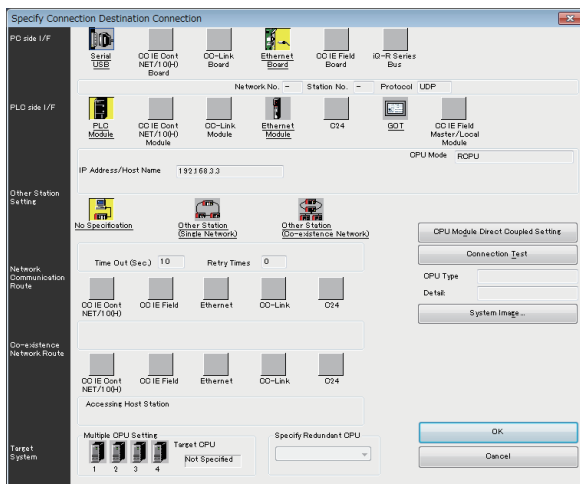 Specify Connection Destination Connection
PC side I/F
Serial USB
CC IE Cont NET/10(H) Board
CC-Link Board
Ethernet Board
CC IE Field Board
iQ-R Series Bus
Network No. - Station No. - Protocol UDP
PLC side I/F
PLC Module
CC IE Cont NET/10(H) Module
CC-Link Module
Ethernet Module
C24
GOT
CC IE Field Master/Local Module
CPU Mode RCPU
IP Address/Host Name 192.168.3.3
Other Station Setting
No Specification
Other Station (Single Network)
Other Station (Co-existence Network)
CPU Module Direct Coupled Setting
Time Out (Sec.) 10 Retry Times 0
Connection Test
CPU Type
Detail:
System Image...
Network Communication Route
CC IE Cont NET/10(H)
CC IE Field
Ethernet
CC-Link
C24
Co-existence Network Route
CC IE Cont NET/10(H)
CC IE Field
Ethernet
CC-Link
C24
Accessing Host Station
Target System
Multiple CPU Setting
1 2 3 4
Target CPU
Not Specified
Specify Redundant CPU
OK
Cancel